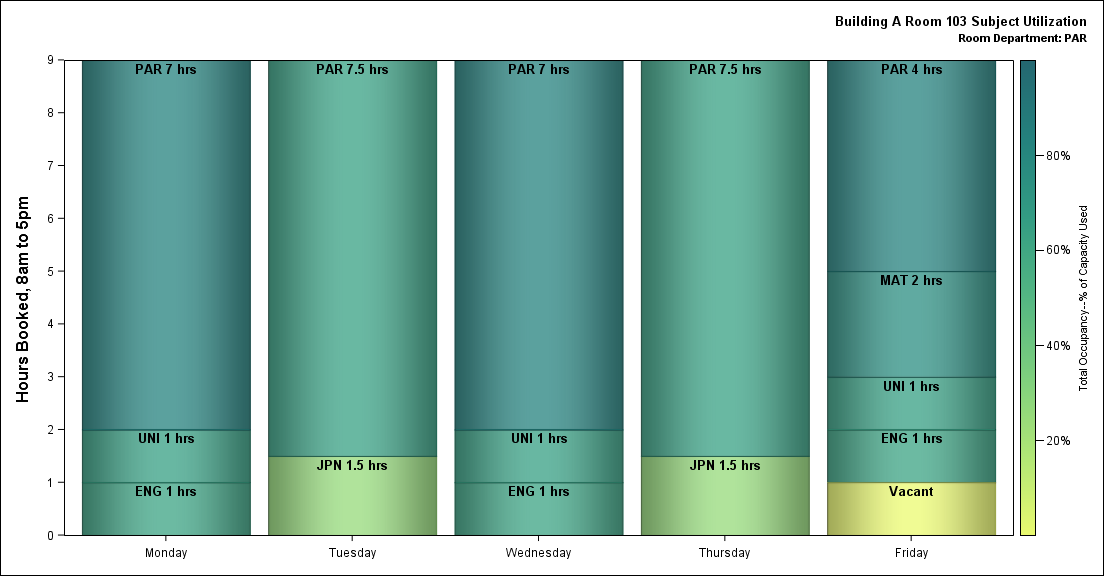 Building A Room 103 Subject Utilization
Room Department: PAR
Hours Booked, 8am to 5pm
9
8
7
6
5
4
3
2
1
0
PAR 7 hrs
UNI 1 hrs
ENG 1 hrs
PAR 7.5 hrs
JPN 1.5 hrs
PAR 7 hrs
UNI 1 hrs
ENG 1 hrs
PAR 7.5 hrs
JPN 1.5 hrs
PAR 4 hrs
MAT 2 hrs
UNI 1 hrs
ENG 1 hrs
Vacant
Monday
Tuesday
Wednesday
Thursday
Friday
80%
60%
40%
20%
Total Occupancy--% of Capacity Used